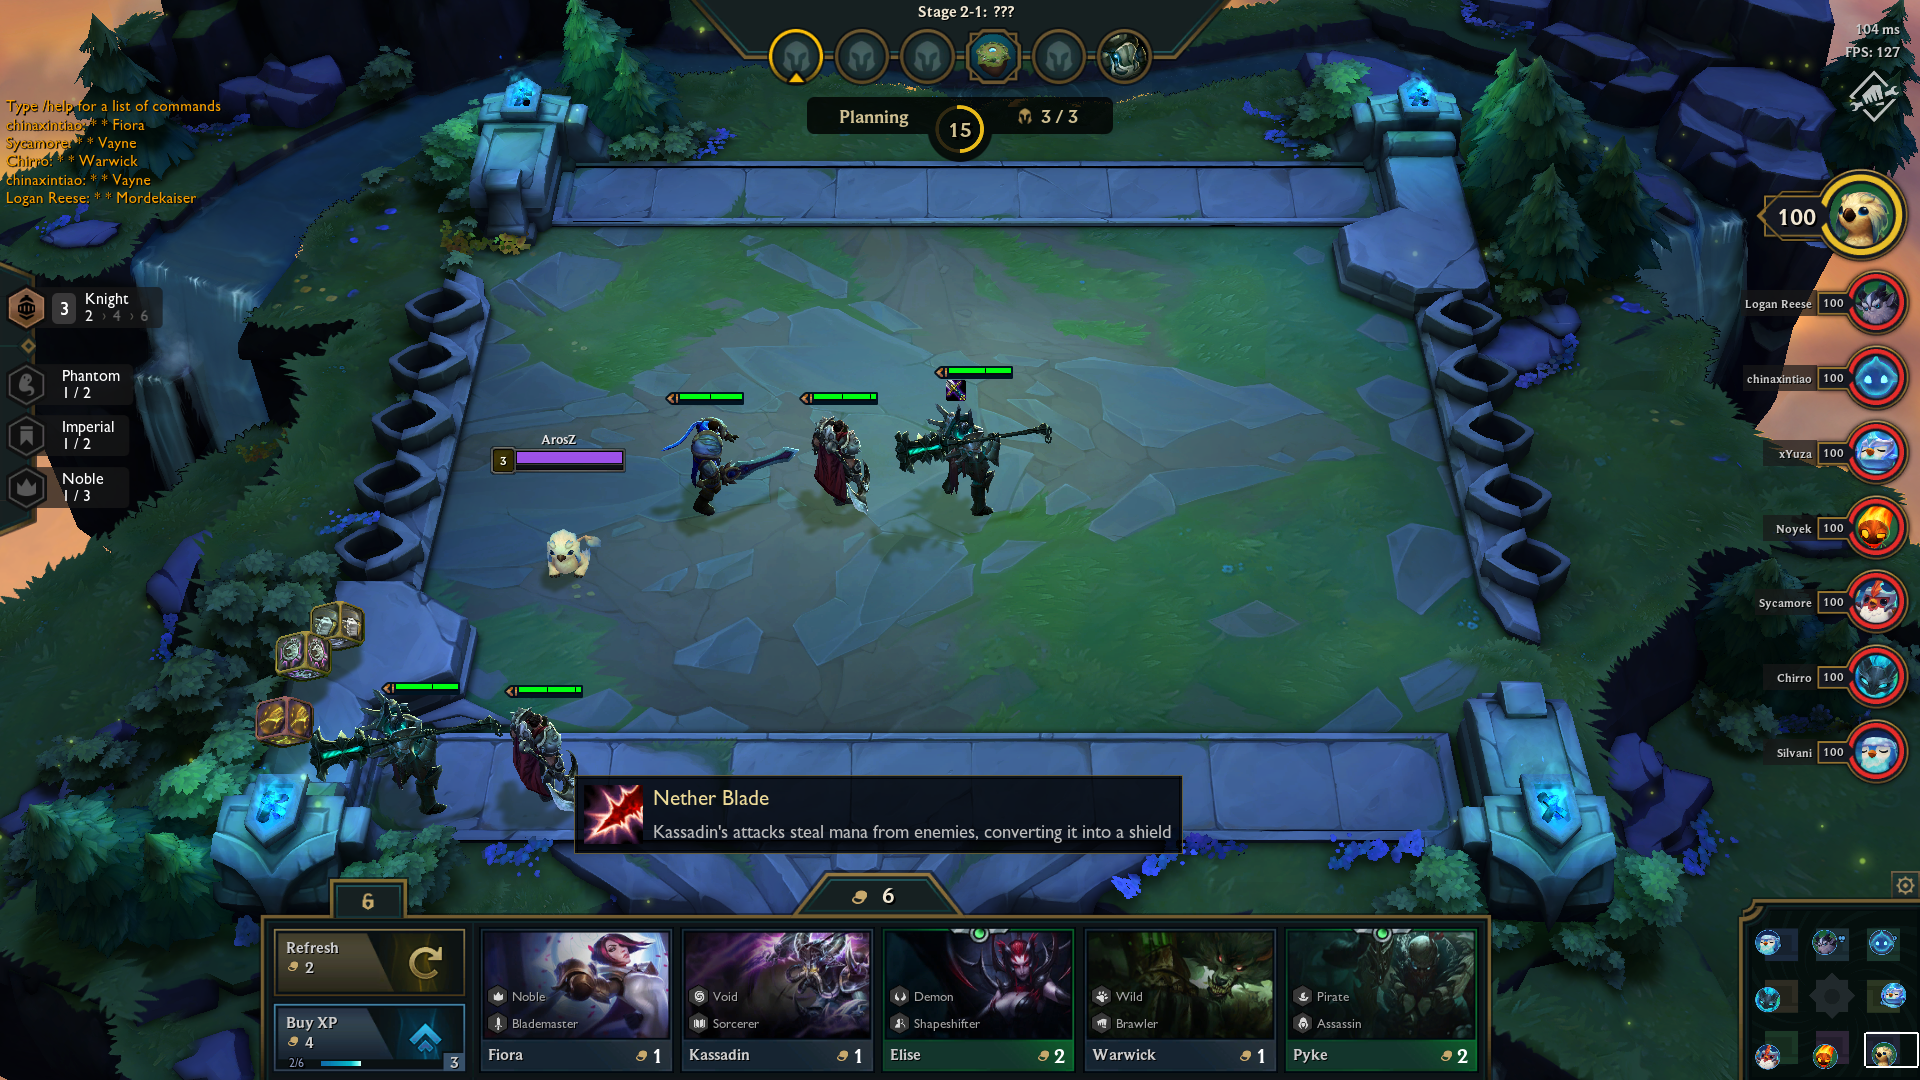 Stage 2-1: ???
104 ms
FPS: 127
Type /help for a list of commands
chinaxintiao: * * Fiora
Sycamore: * * Vayne
Chirro: * * Warwick
chinaxintiao: * * Vayne
Logan Reese: * * Mordekaiser
Planning
15
3 / 3
100
3
Knight
2 › 4 › 6
Phantom
1 / 2
Imperial
1 / 2
Noble
1 / 3
Logan Reese 100
chinaxintiao 100
xYuza 100
Noyek 100
Sycamore 100
Chirro 100
Silvani 100
ArosZ
3
Nether Blade
Kassadin's attacks steal mana from enemies, converting it into a shield
6
6
Refresh
2
Buy XP
4
2/6
3
Noble
Blademaster
Fiora 1
Void
Sorcerer
Kassadin 1
Demon
Shapeshifter
Elise 2
Wild
Brawler
Warwick 1
Pirate
Assassin
Pyke 2